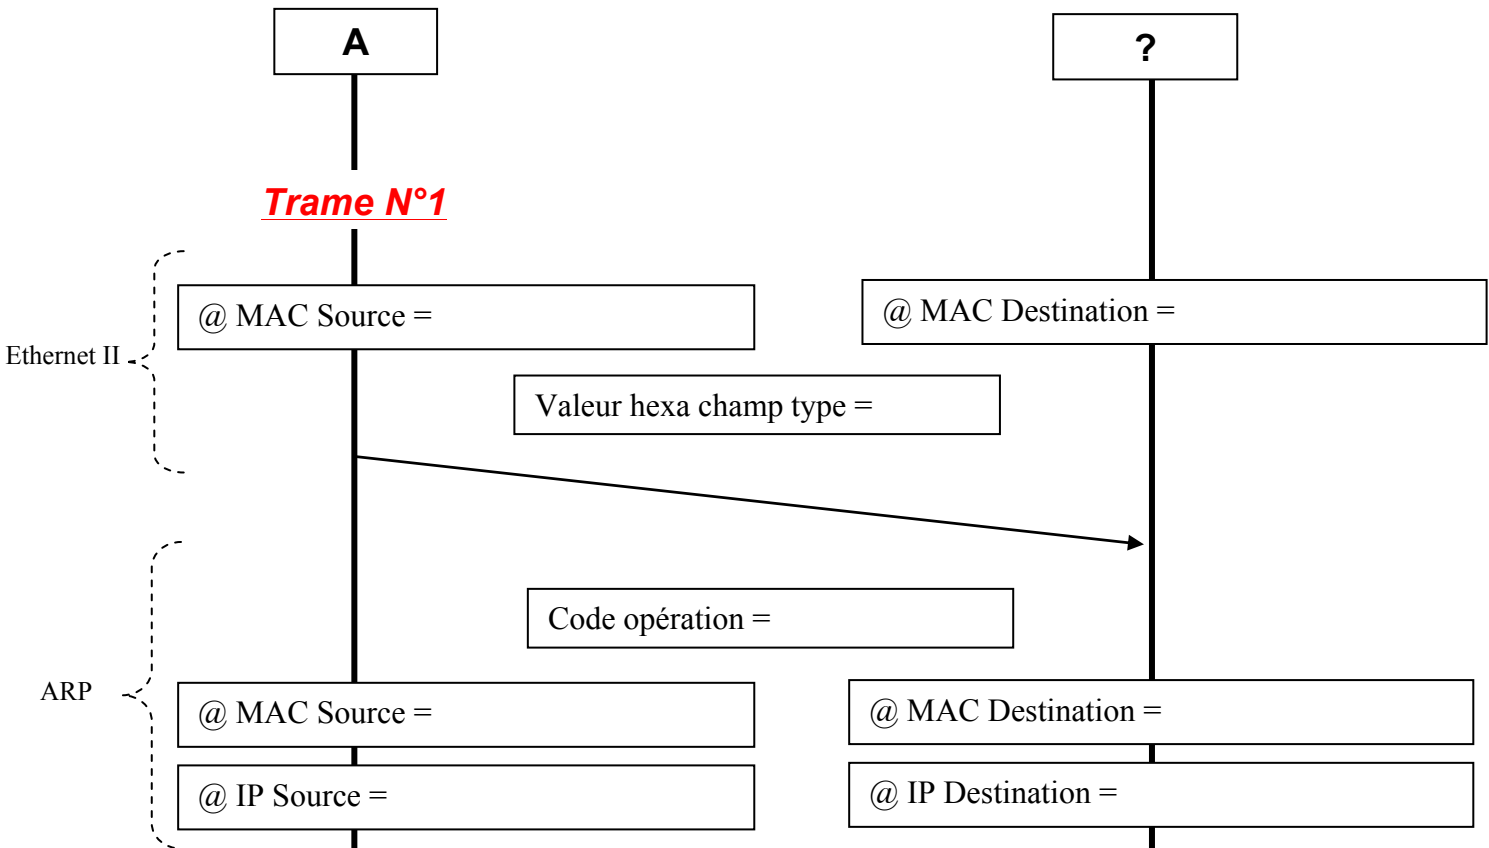 A
?
Trame N°1
Ethernet II
@ MAC Source =
@ MAC Destination =
Valeur hexa champ type =
Code opération =
ARP
@ MAC Source =
@ MAC Destination =
@ IP Source =
@ IP Destination =